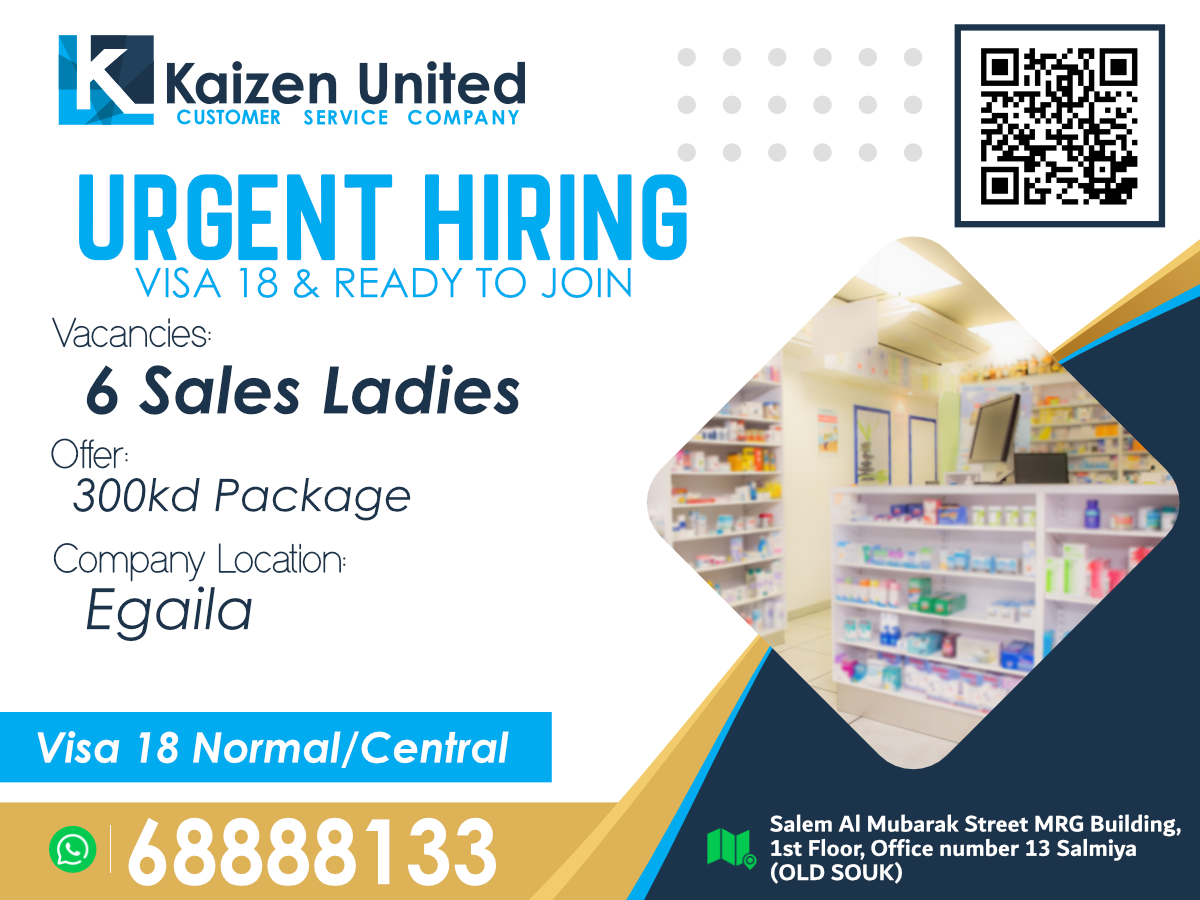 Kaizen United
CUSTOMER SERVICE COMPANY
URGENT HIRING
VISA 18 & READY TO JOIN
Vacancies:
6 Sales Ladies
Offer:
300kd Package
Company Location:
Egaila
Visa 18 Normal/Central
68888133
Salem Al Mubarak Street MRG Building,
1st Floor, Office number 13 Salmiya
(OLD SOUK)